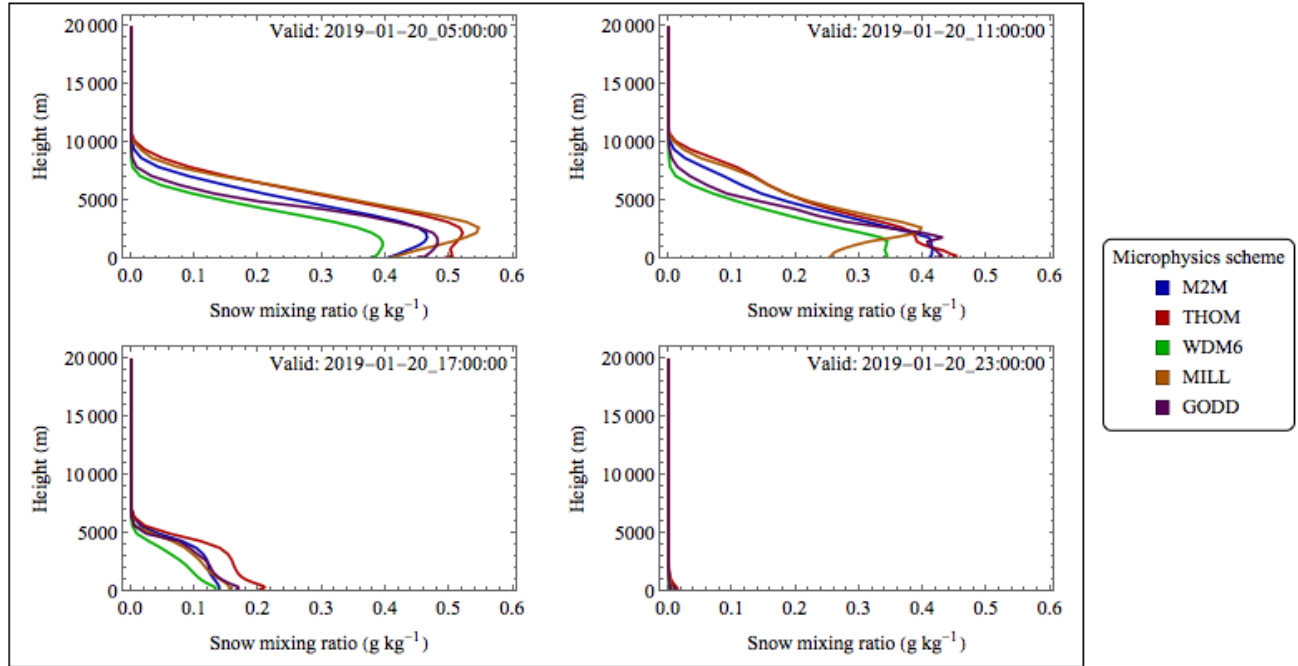 Valid: 2019-01-20_05:00:00
20 000
15 000
10 000
5000
0
Height (m)
0.0 0.1 0.2 0.3 0.4 0.5 0.6
Snow mixing ratio (g kg⁻¹)
Valid: 2019-01-20_11:00:00
20 000
15 000
10 000
5000
0
Height (m)
0.0 0.1 0.2 0.3 0.4 0.5 0.6
Snow mixing ratio (g kg⁻¹)
Valid: 2019-01-20_17:00:00
20 000
15 000
10 000
5000
0
Height (m)
0.0 0.1 0.2 0.3 0.4 0.5 0.6
Snow mixing ratio (g kg⁻¹)
Valid: 2019-01-20_23:00:00
20 000
15 000
10 000
5000
0
Height (m)
0.0 0.1 0.2 0.3 0.4 0.5 0.6
Snow mixing ratio (g kg⁻¹)
Microphysics scheme
M2M
THOM
WDM6
MILL
GODD